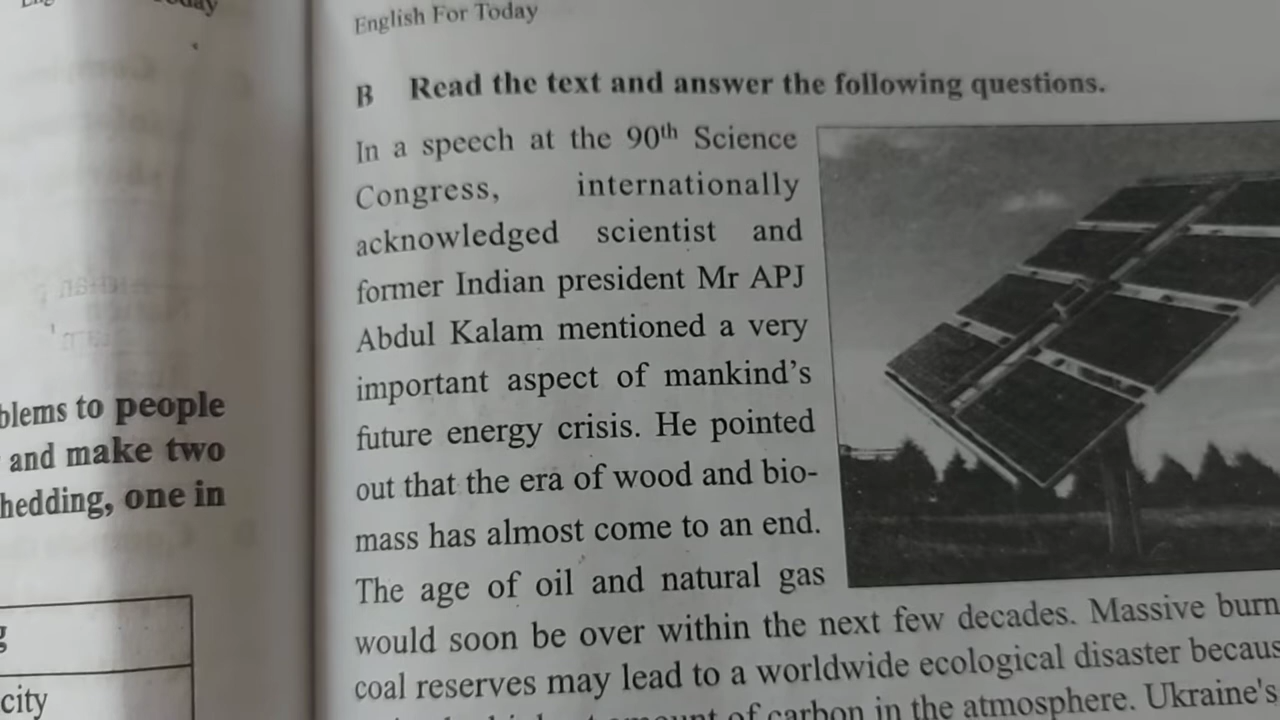 English For Today
B Read the text and answer the following questions.
In a speech at the 90th Science
Congress, internationally
acknowledged scientist and
former Indian president Mr APJ
Abdul Kalam mentioned a very
important aspect of mankind's
future energy crisis. He pointed
out that the era of wood and bio-
mass has almost come to an end.
The age of oil and natural gas
would soon be over within the next few decades. Massive burn
coal reserves may lead to a worldwide ecological disaster becaus
of carbon in the atmosphere. Ukraine's
blems to people
and make two
hedding, one in
g
city